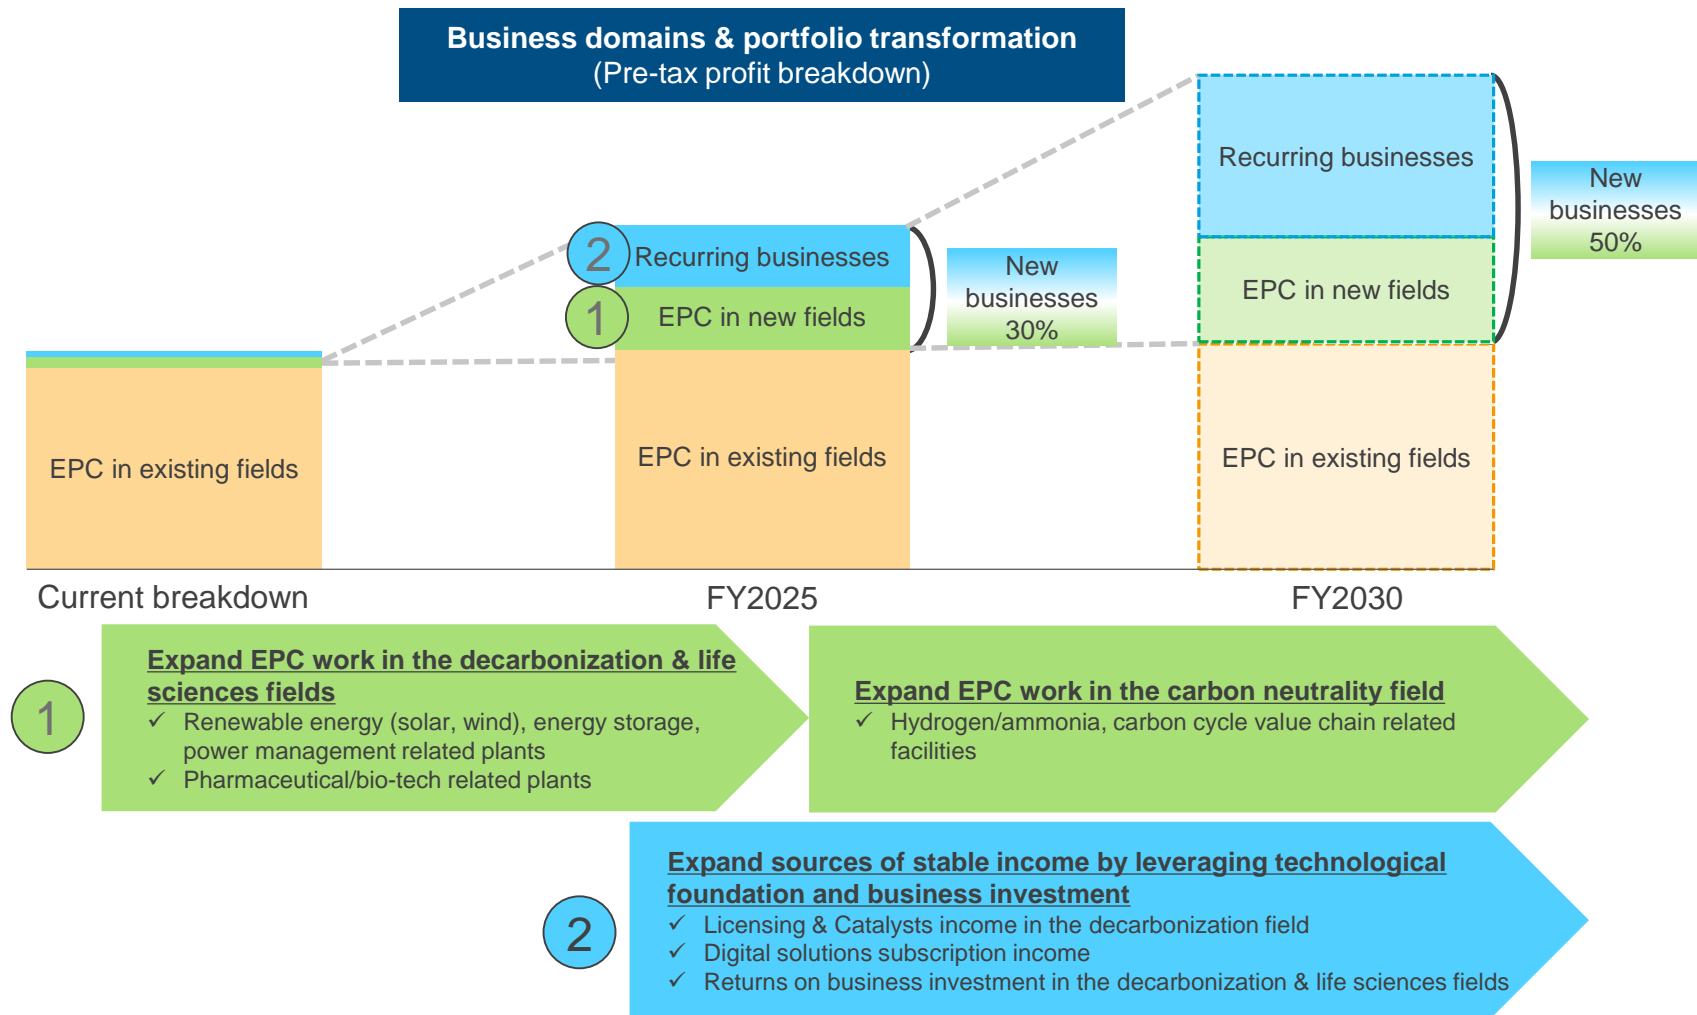 Business domains & portfolio transformation
(Pre-tax profit breakdown)
Recurring businesses
New
businesses
50%
EPC in new fields
EPC in existing fields
2
Recurring businesses
1
EPC in new fields
New
businesses
30%
EPC in existing fields
EPC in existing fields
Current breakdown
FY2025
FY2030
1
Expand EPC work in the decarbonization & life
sciences fields
✓ Renewable energy (solar, wind), energy storage,
power management related plants
✓ Pharmaceutical/bio-tech related plants
Expand EPC work in the carbon neutrality field
✓ Hydrogen/ammonia, carbon cycle value chain related
facilities
2
Expand sources of stable income by leveraging technological
foundation and business investment
✓ Licensing & Catalysts income in the decarbonization field
✓ Digital solutions subscription income
✓ Returns on business investment in the decarbonization & life sciences fields